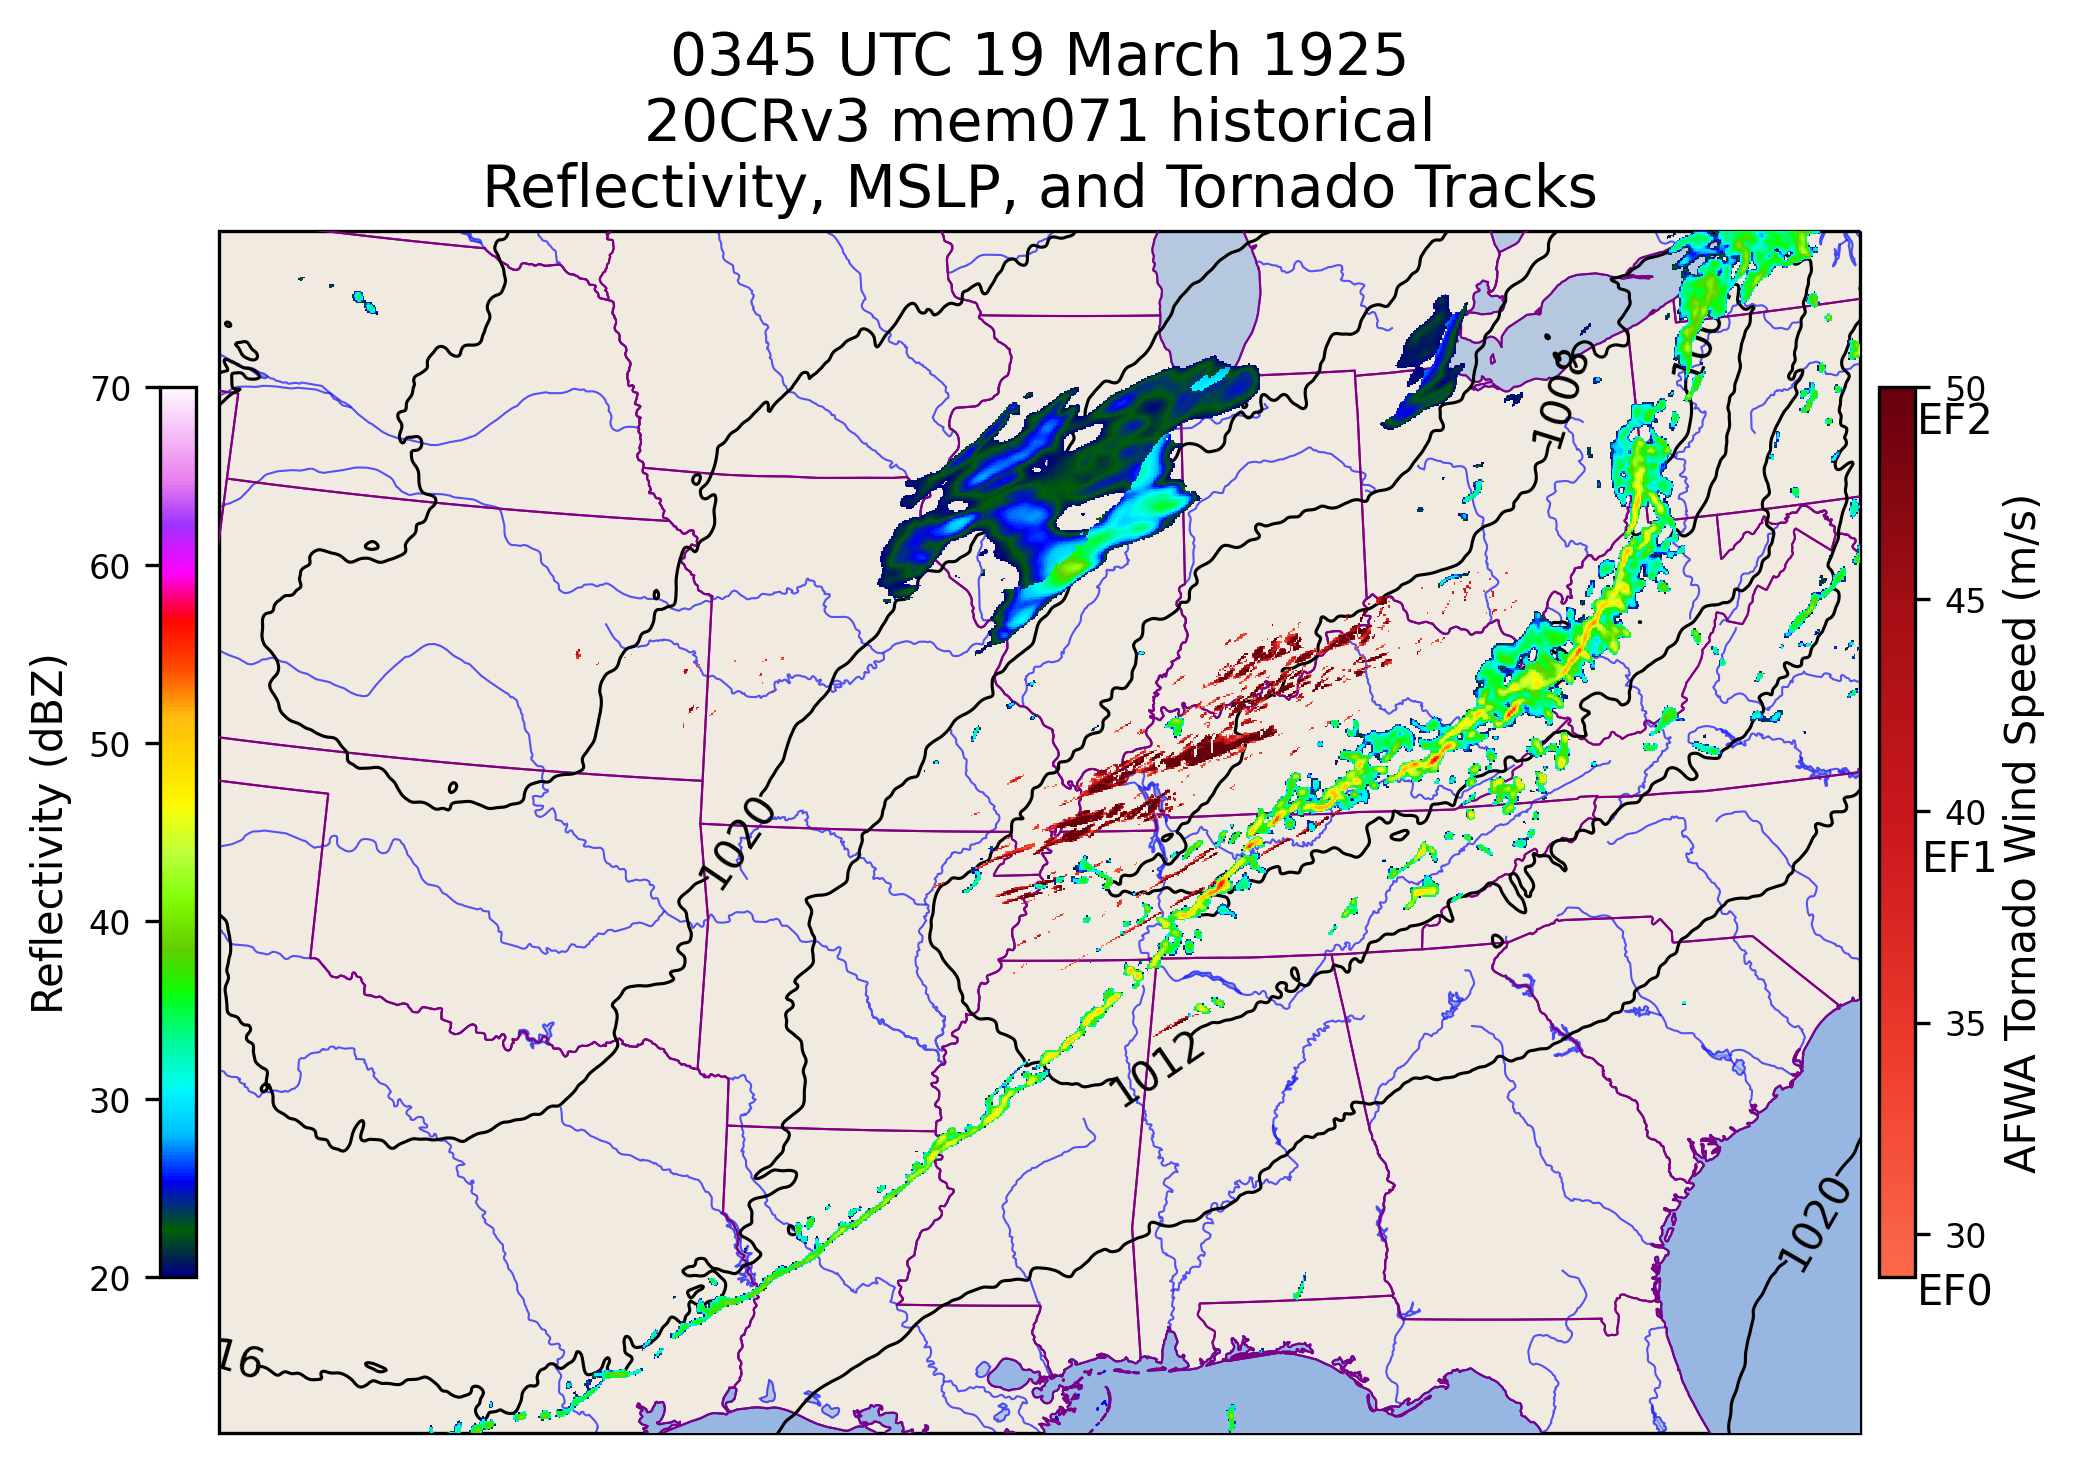 0345 UTC 19 March 1925
20CRv3 mem071 historical
Reflectivity, MSLP, and Tornado Tracks
70
60
50
40
30
20
Reflectivity (dBZ)
1008
1020
1012
1020
16
50
EF2
45
40
EF1
35
30
EF0
AFWA Tornado Wind Speed (m/s)